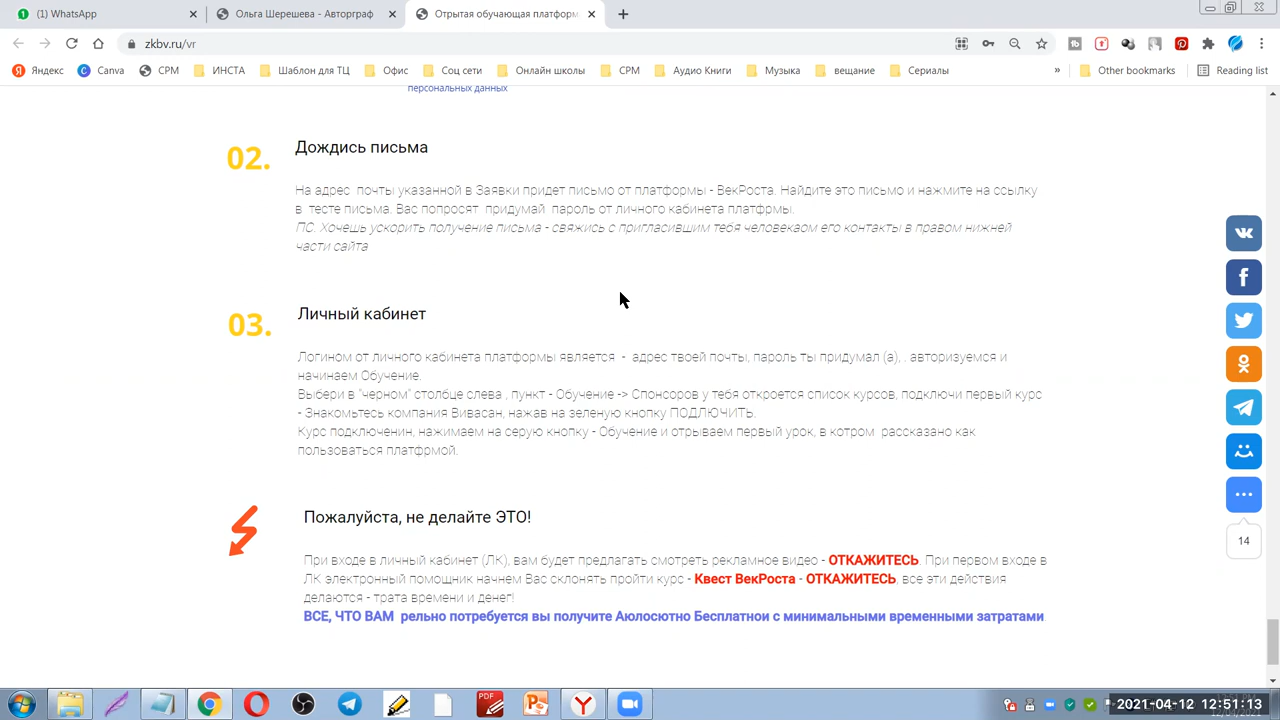 (1) WhatsApp
Ольга Шерешева - Авторграф
Отрытая обучающая платформ
zkbv.ru/vr
Яндекс
Canva
СРМ
ИНСТА
Шаблон для ТЦ
Офис
Соц сети
Онлайн школы
СРМ
Аудио Книги
Музыка
вещание
Сериалы
»
Other bookmarks
Reading list
персональных данных
02.
Дождись письма
На адрес почты указанной в Заявки придет письмо от платформы - ВекРоста. Найдите это письмо и нажмите на ссылку
в тесте письма. Вас попросят придумай пароль от личного кабинета платфрмы.
ПС. Хочешь ускорить получение письма - свяжись с пригласившим тебя человекаом его контакты в правом нижней
части сайта
03.
Личный кабинет
Логином от личного кабинета платформы является - адрес твоей почты, пароль ты придумал (а), . авторизуемся и
начинаем Обучение.
Выбери в "черном" столбце слева , пункт - Обучение -> Спонсоров у тебя откроется список курсов, подключи первый курс
- Знакомьтесь компания Вивасан, нажав на зеленую кнопку ПОДЛЮЧИТЬ.
Курс подключенин, нажимаем на серую кнопку - Обучение и отрываем первый урок, в котром рассказано как
пользоваться платфрмой.
Пожалуйста, не делайте ЭТО!
При входе в личный кабинет (ЛК), вам будет предлагать смотреть рекламное видео - ОТКАЖИТЕСЬ. При первом входе в
ЛК электронный помощник начнем Вас склонять пройти курс - Квест ВекРоста - ОТКАЖИТЕСЬ, все эти действия
делаются - трата времени и денег!
ВСЕ, ЧТО ВАМ рельно потребуется вы получите Аюлосютно Бесплатнои с минимальными временными затратами
14
PDF
2021-04-12 12:51:13